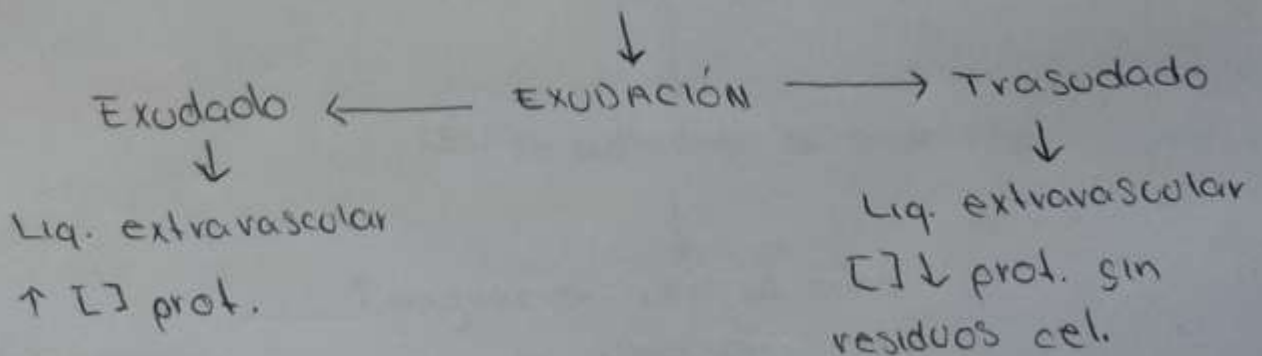 Exudado ← EXUDACIÓN → Trasudado
Liq. extravascular
↑ [] prot.
Liq. extravascular
[] ↓ prot. sin
residuos cel.